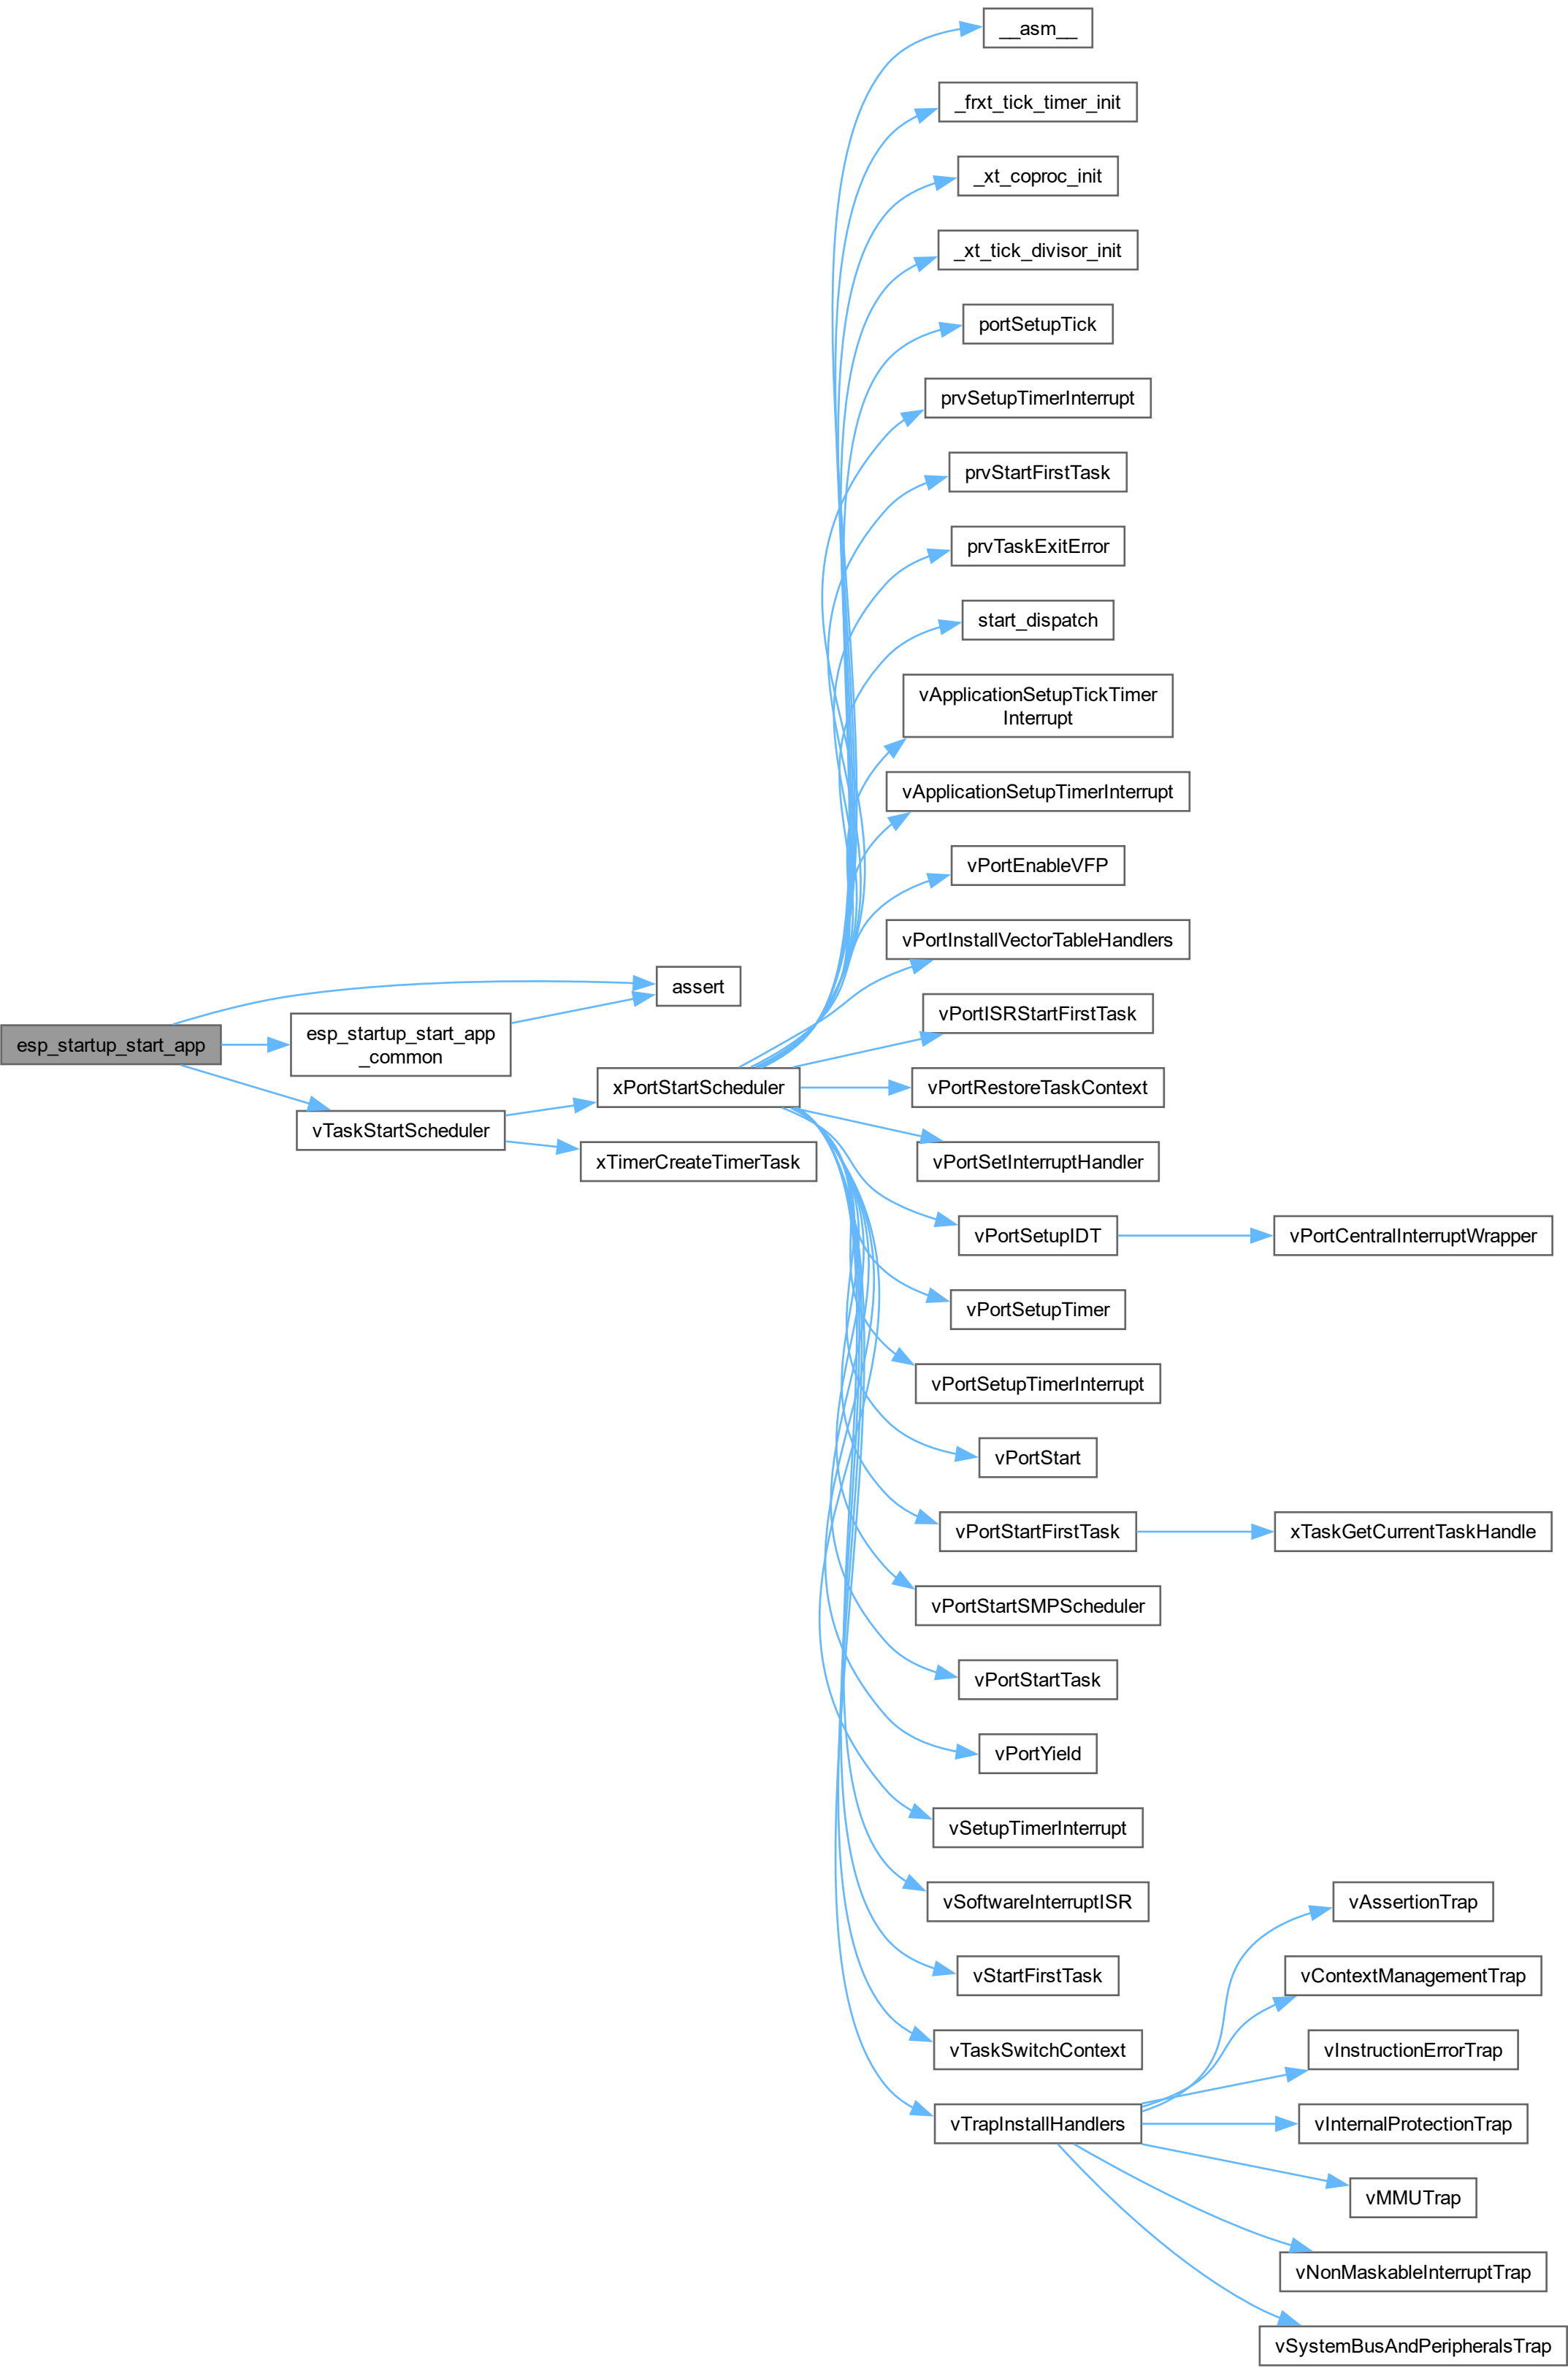 __asm__
_frxt_tick_timer_init
_xt_coproc_init
_xt_tick_divisor_init
portSetupTick
prvSetupTimerInterrupt
prvStartFirstTask
prvTaskExitError
start_dispatch
vApplicationSetupTickTimer
Interrupt
vApplicationSetupTimerInterrupt
vPortEnableVFP
vPortInstallVectorTableHandlers
assert
vPortISRStartFirstTask
esp_startup_start_app
esp_startup_start_app
_common
xPortStartScheduler
vPortRestoreTaskContext
vTaskStartScheduler
xTimerCreateTimerTask
vPortSetInterruptHandler
vPortSetupIDT
vPortCentralInterruptWrapper
vPortSetupTimer
vPortSetupTimerInterrupt
vPortStart
vPortStartFirstTask
xTaskGetCurrentTaskHandle
vPortStartSMPScheduler
vPortStartTask
vPortYield
vSetupTimerInterrupt
vSoftwareInterruptISR
vAssertionTrap
vStartFirstTask
vContextManagementTrap
vTaskSwitchContext
vInstructionErrorTrap
vTrapInstallHandlers
vInternalProtectionTrap
vMMUTrap
vNonMaskableInterruptTrap
vSystemBusAndPeripheralsTrap